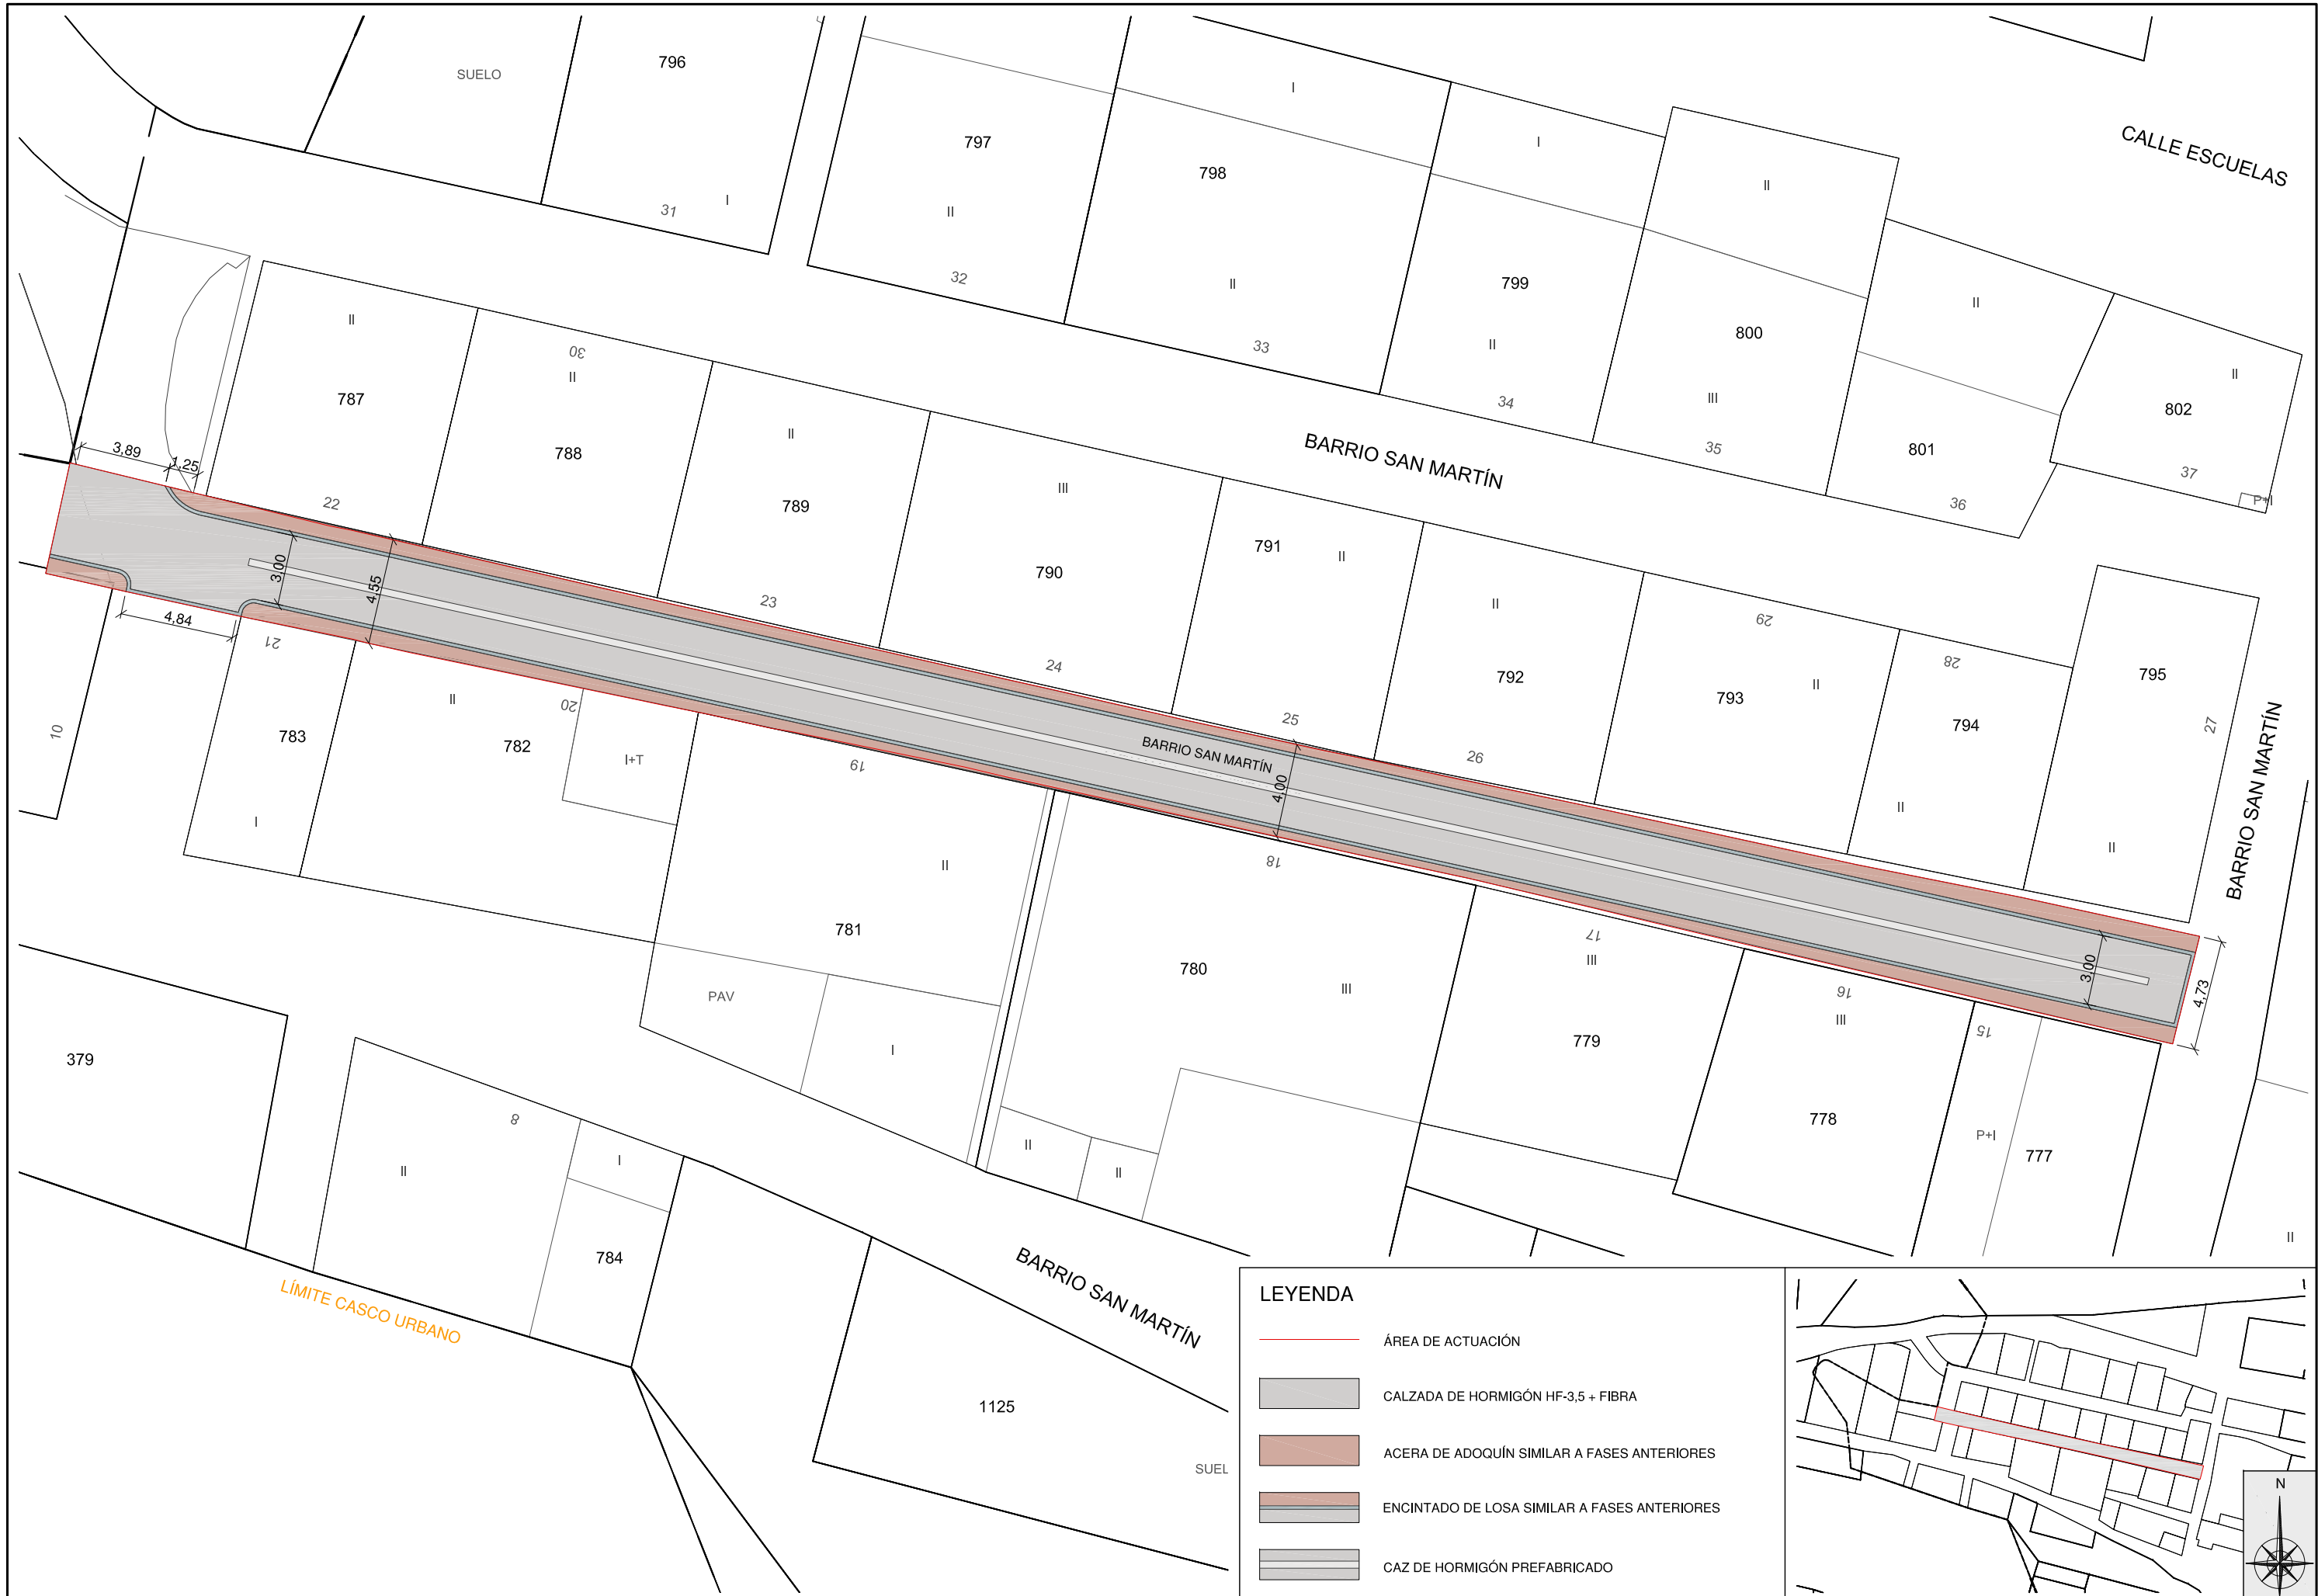 SUELO
796
31
I
797
II
32
I
798
II
33
I
799
II
34
II
800
III
35
II
801
36
II
802
37
P+I
CALLE ESCUELAS
BARRIO SAN MARTÍN
II
787
22
30
II
788
II
789
23
III
790
24
791
II
25
II
792
26
29
793
II
28
794
II
795
27
II
BARRIO SAN MARTÍN
3,89
1,25
3,00
4,55
4,84
BARRIO SAN MARTÍN
4,00
3,00
4,73
10
21
783
I
II
782
20
I+T
19
II
781
PAV
I
18
780
III
II
II
17
III
779
16
III
778
15
P+I
777
II
379
8
II
I
784
LÍMITE CASCO URBANO
BARRIO SAN MARTÍN
1125
SUEL
LEYENDA
ÁREA DE ACTUACIÓN
CALZADA DE HORMIGÓN HF-3,5 + FIBRA
ACERA DE ADOQUÍN SIMILAR A FASES ANTERIORES
ENCINTADO DE LOSA SIMILAR A FASES ANTERIORES
CAZ DE HORMIGÓN PREFABRICADO
N